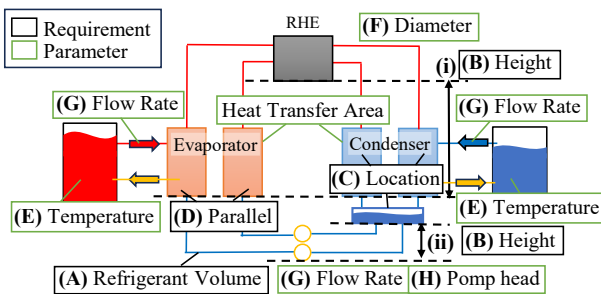 RHE
Requirement
Parameter
(F) Diameter
(i)
(B) Height
(G) Flow Rate
Heat Transfer Area
(G) Flow Rate
Evaporator
Condenser
(C) Location
(E) Temperature
(D) Parallel
(E) Temperature
(ii)
(B) Height
(A) Refrigerant Volume
(G) Flow Rate
(H) Pomp head